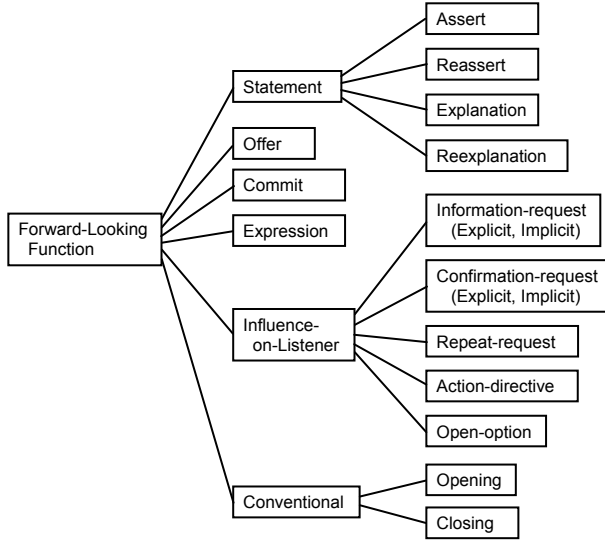 Forward-Looking
Function
Statement
Offer
Commit
Expression
Influence-
on-Listener
Conventional
Assert
Reassert
Explanation
Reexplanation
Information-request
(Explicit, Implicit)
Confirmation-request
(Explicit, Implicit)
Repeat-request
Action-directive
Open-option
Opening
Closing